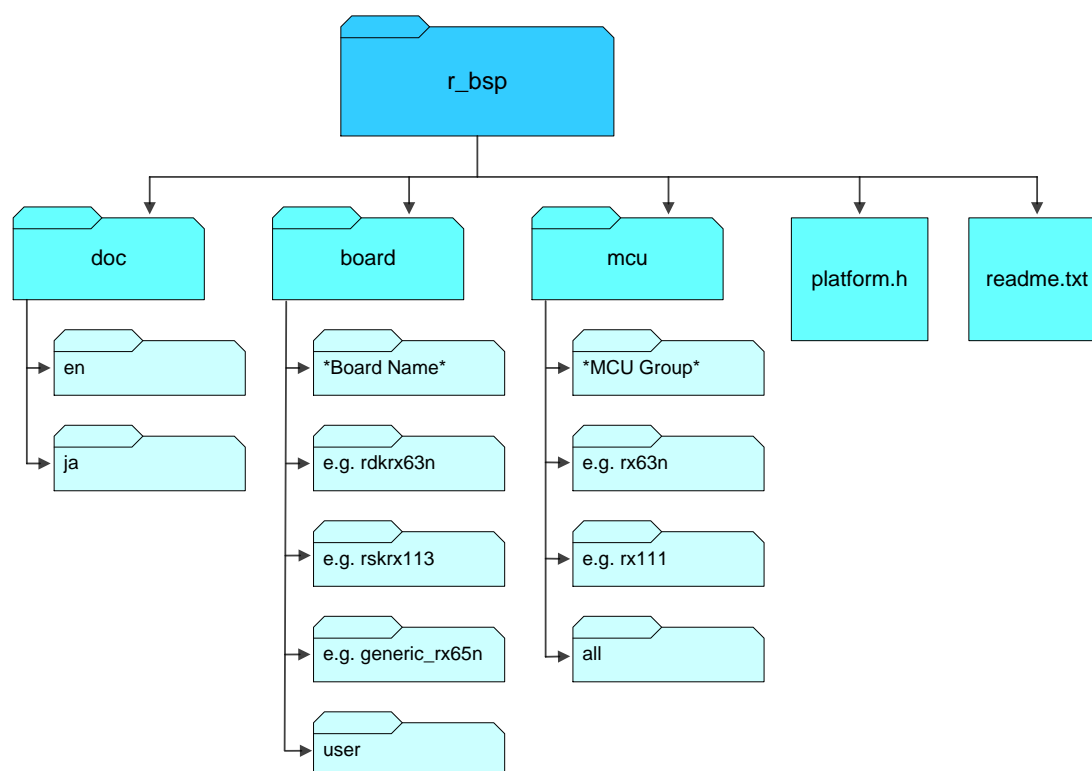 r_bsp
doc
board
mcu
platform.h
readme.txt
en
*Board Name*
*MCU Group*
ja
e.g. rdkrx63n
e.g. rx63n
e.g. rskrx113
e.g. rx111
e.g. generic_rx65n
all
user